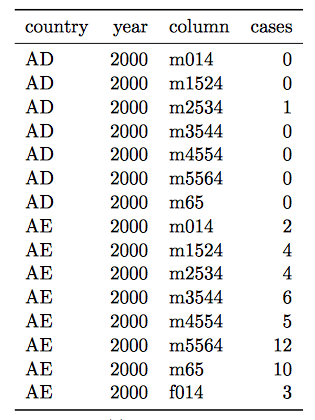 country year column cases
AD 2000 m014 0
AD 2000 m1524 0
AD 2000 m2534 1
AD 2000 m3544 0
AD 2000 m4554 0
AD 2000 m5564 0
AD 2000 m65 0
AE 2000 m014 2
AE 2000 m1524 4
AE 2000 m2534 4
AE 2000 m3544 6
AE 2000 m4554 5
AE 2000 m5564 12
AE 2000 m65 10
AE 2000 f014 3